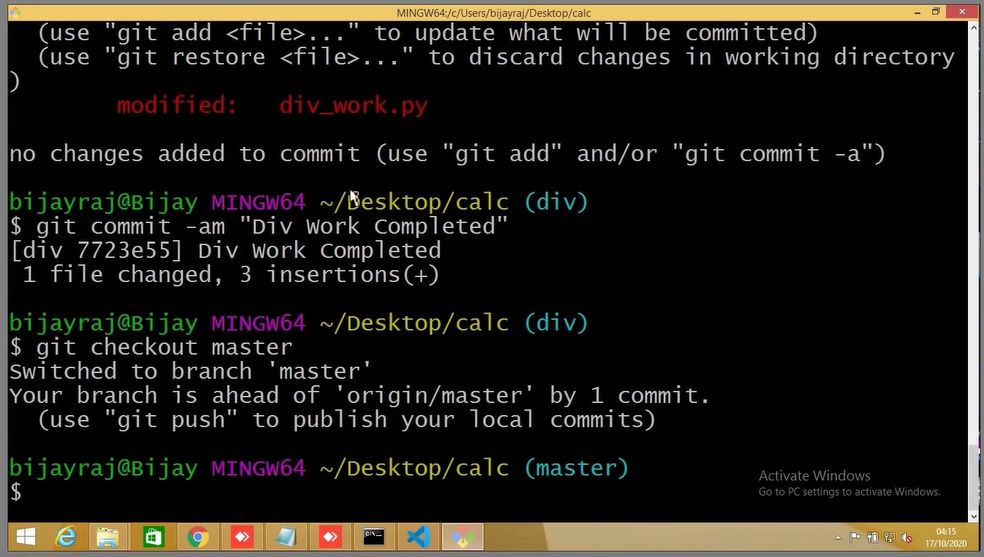 MINGW64:/c/Users/bijayraj/Desktop/calc
(use "git add <file>..." to update what will be committed)
(use "git restore <file>..." to discard changes in working directory
)
modified: div_work.py
no changes added to commit (use "git add" and/or "git commit -a")
bijayraj@Bijay MINGW64 ~/Desktop/calc (div)
$ git commit -am "Div Work Completed"
[div 7723e55] Div Work Completed
1 file changed, 3 insertions(+)
bijayraj@Bijay MINGW64 ~/Desktop/calc (div)
$ git checkout master
Switched to branch 'master'
Your branch is ahead of 'origin/master' by 1 commit.
(use "git push" to publish your local commits)
bijayraj@Bijay MINGW64 ~/Desktop/calc (master)
$
Activate Windows
Go to PC settings to activate Windows.
04:15
17/10/2020